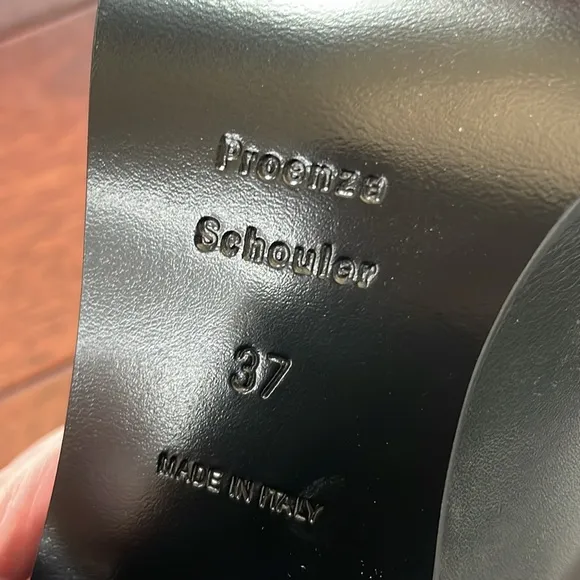 Proenza
Schouler
37
MADE IN ITALY